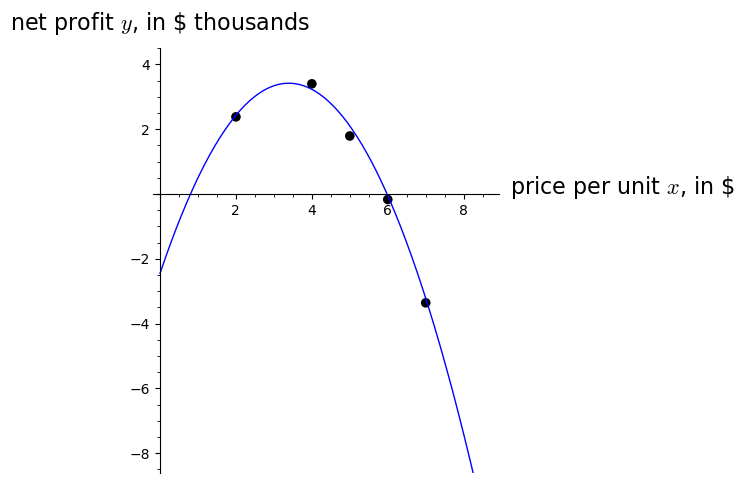 net profit y, in $ thousands
4
2
price per unit x, in $
2 4 6 8
−2
−4
−6
−8